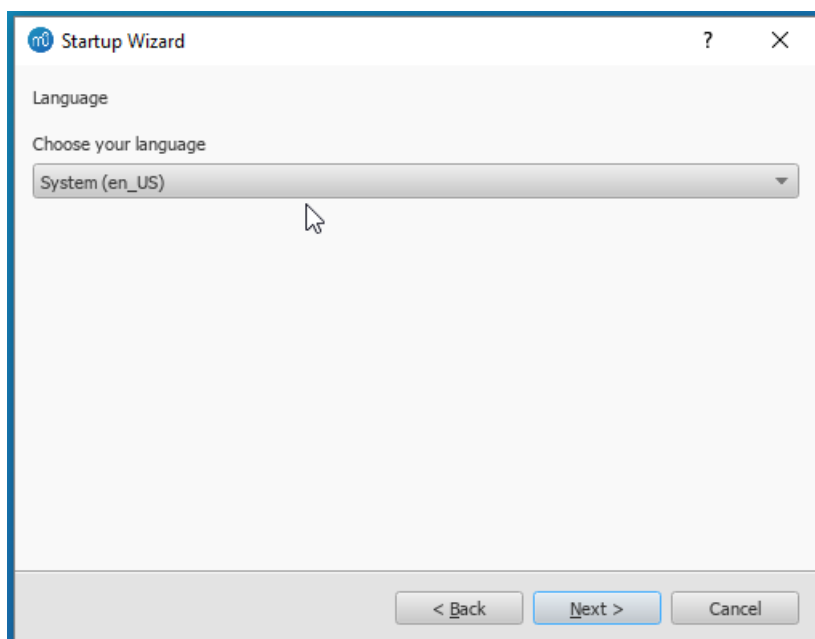 Startup Wizard
?
Language
Choose your language
System (en_US)
< Back
Next >
Cancel